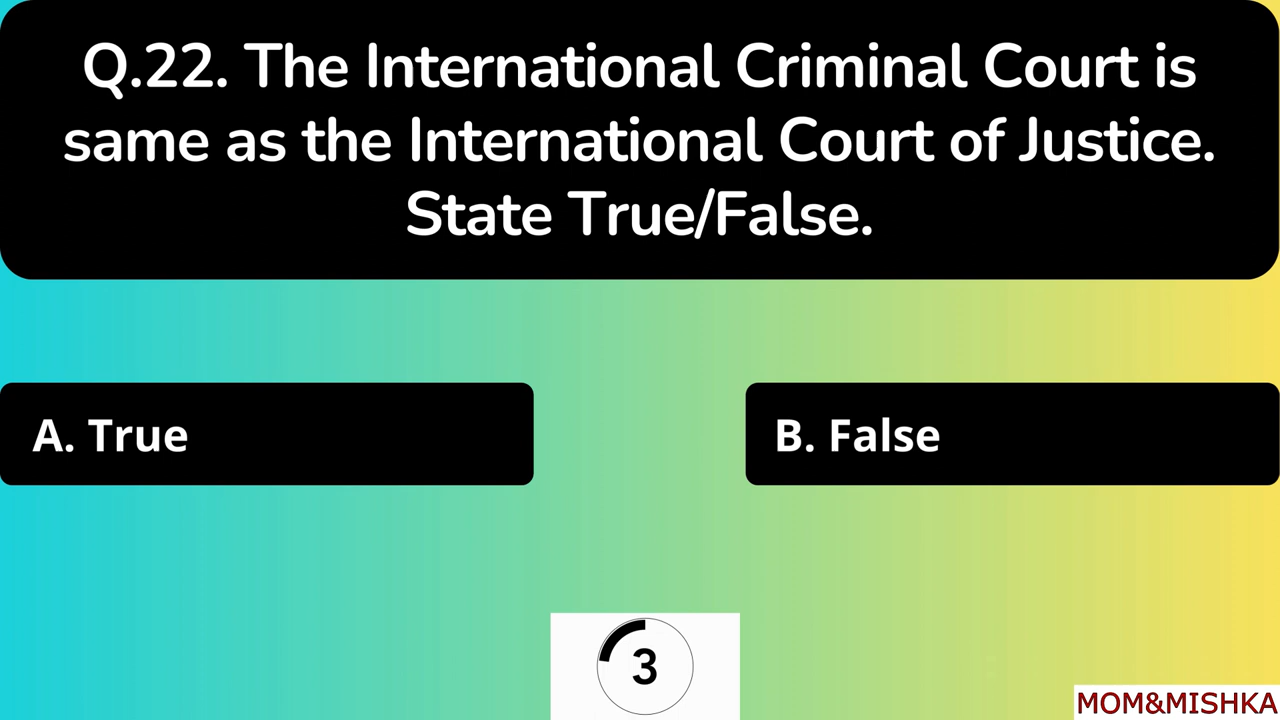 Q.22. The International Criminal Court is
same as the International Court of Justice.
State True/False.
A. True
B. False
3
MOM&MISHKA